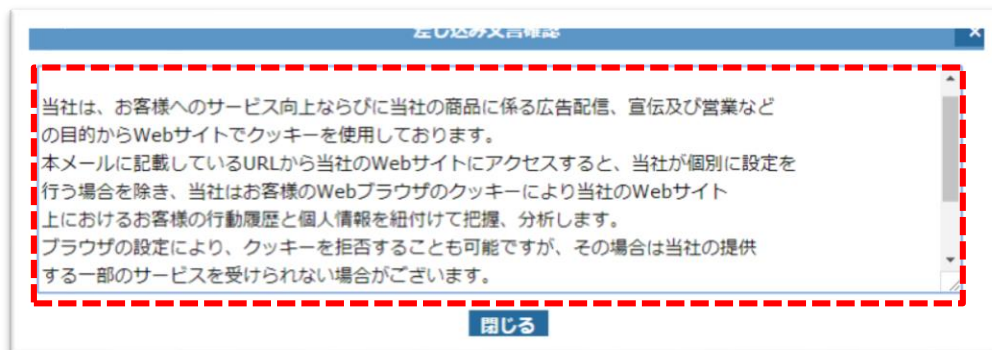 差し込み文言確認
×
当社は、お客様へのサービス向上ならびに当社の商品に係る広告配信、宣伝及び営業など
の目的からWebサイトでクッキーを使用しております。
本メールに記載しているURLから当社のWebサイトにアクセスすると、当社が個別に設定を
行う場合を除き、当社はお客様のWebブラウザのクッキーにより当社のWebサイト
上におけるお客様の行動履歴と個人情報を紐付けて把握、分析します。
ブラウザの設定により、クッキーを拒否することも可能ですが、その場合は当社の提供
する一部のサービスを受けられない場合がございます。
閉じる